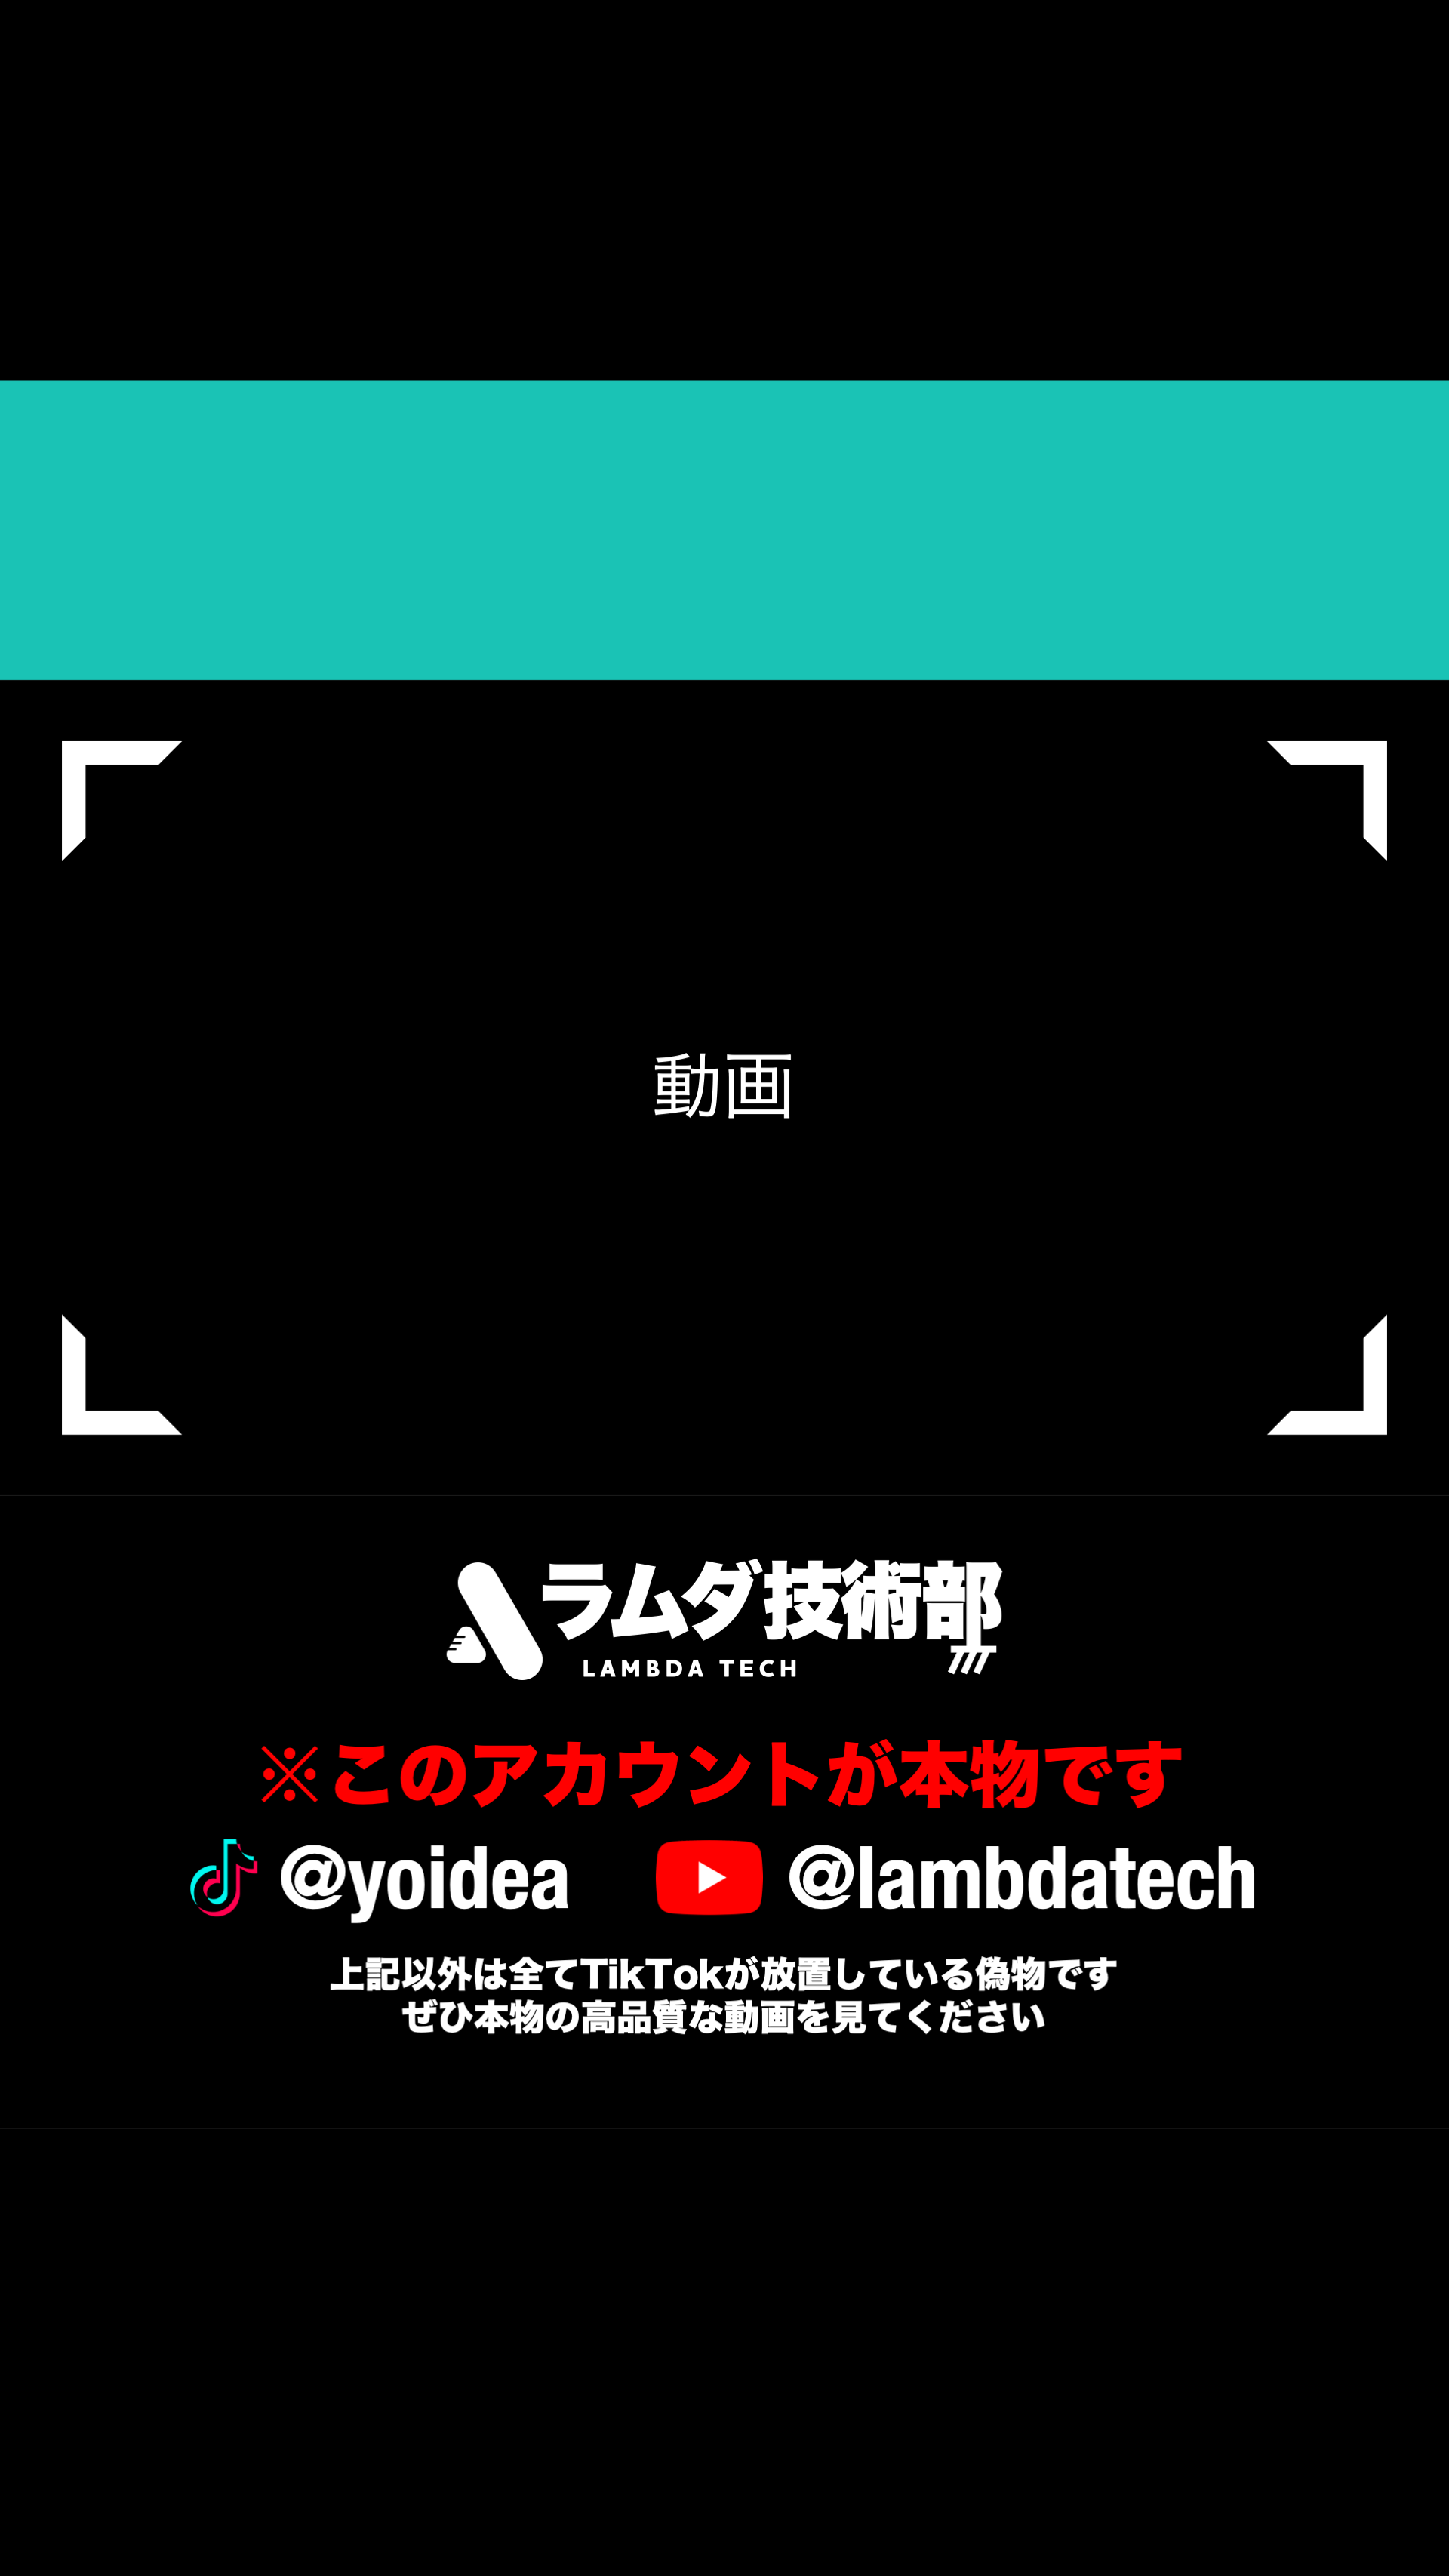 動画
ラムダ技術部
LAMBDA TECH
※このアカウントが本物です
@yoidea @lambdatech
上記以外は全てTikTokが放置している偽物です
ぜひ本物の高品質な動画を見てください